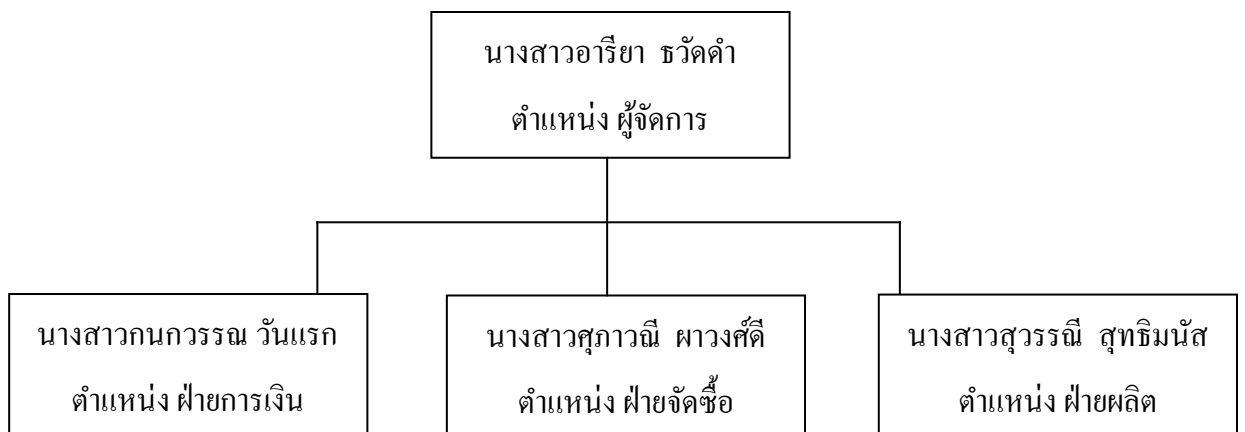 นางสาวอารียา ธวัดดำ
ตำแหน่ง ผู้จัดการ
นางสาวกนกวรรณ วันแรก
ตำแหน่ง ฝ่ายการเงิน
นางสาวศุภาวณี ผาวงศ์ดี
ตำแหน่ง ฝ่ายจัดซื้อ
นางสาวสุวรรณี สุทธิมนัส
ตำแหน่ง ฝ่ายผลิต